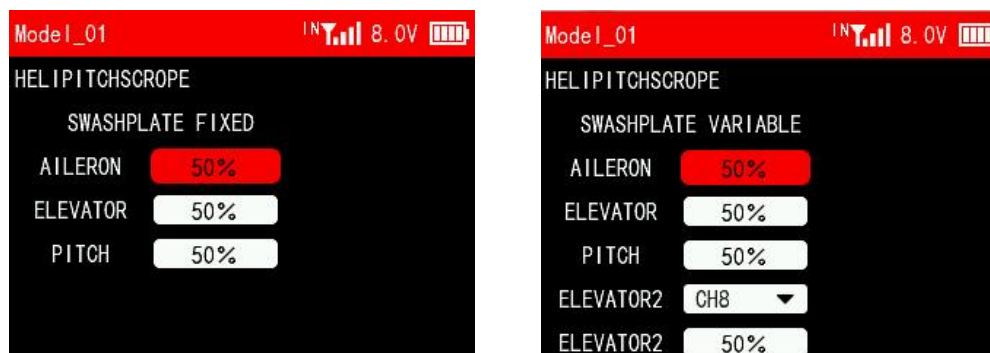 Model_01 IN 8.0V
HELIPITCHSCROPE
SWASHPLATE FIXED
AILERON 50%
ELEVATOR 50%
PITCH 50%
Model_01 IN 8.0V
HELIPITCHSCROPE
SWASHPLATE VARIABLE
AILERON 50%
ELEVATOR 50%
PITCH 50%
ELEVATOR2 CH8
ELEVATOR2 50%